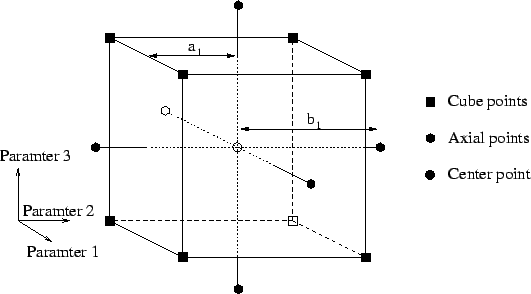 a1
b1
Cube points
Axial points
Center point
Paramter 3
Paramter 2
Paramter 1